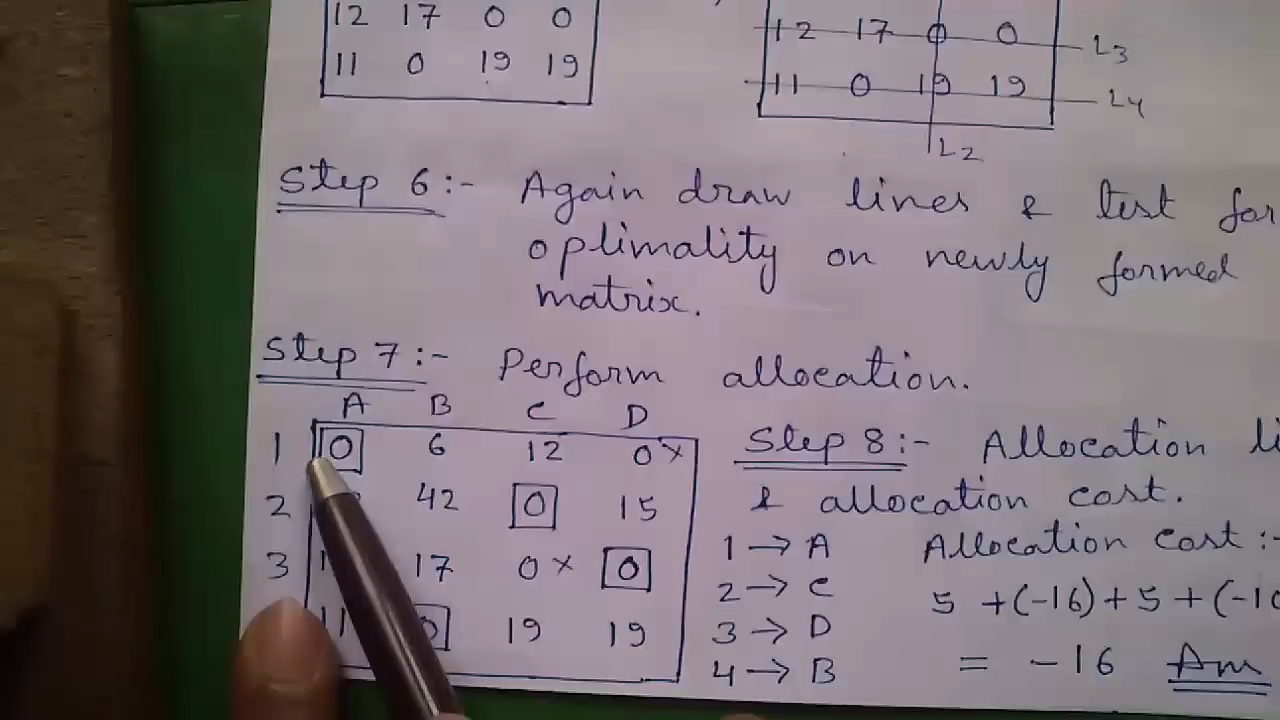 12 17 0 0
11 0 19 19
12 17 0 0 L3
11 0 19 19 L4
L2
Step 6:- Again draw lines & test for
optimality on newly formed
matrix.
Step 7:- Perform allocation.
A B C D
1 0 6 12 0×
2 42 0 15
3 17 0× 0
11 0 19 19
Step 8:- Allocation
& allocation cost.
1 → A
2 → C
3 → D
4 → B
Allocation cost:-
5 + (-16) + 5 + (-10
= -16 Ans